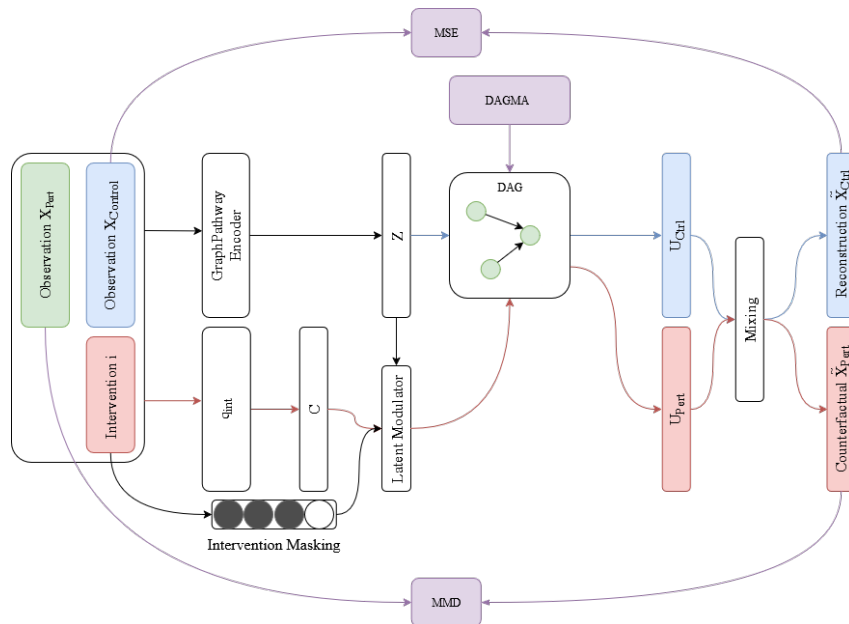 MSE
DAGMA
Observation X_Pert
Observation X_Control
Intervention i
GraphPathway
Encoder
Z
DAG
U_Ctrl
Mixing
Reconstruction X̃_Ctrl
q_int
C
Latent Modulator
U_Pert
Counterfactual X̃_Pert
Intervention Masking
MMD